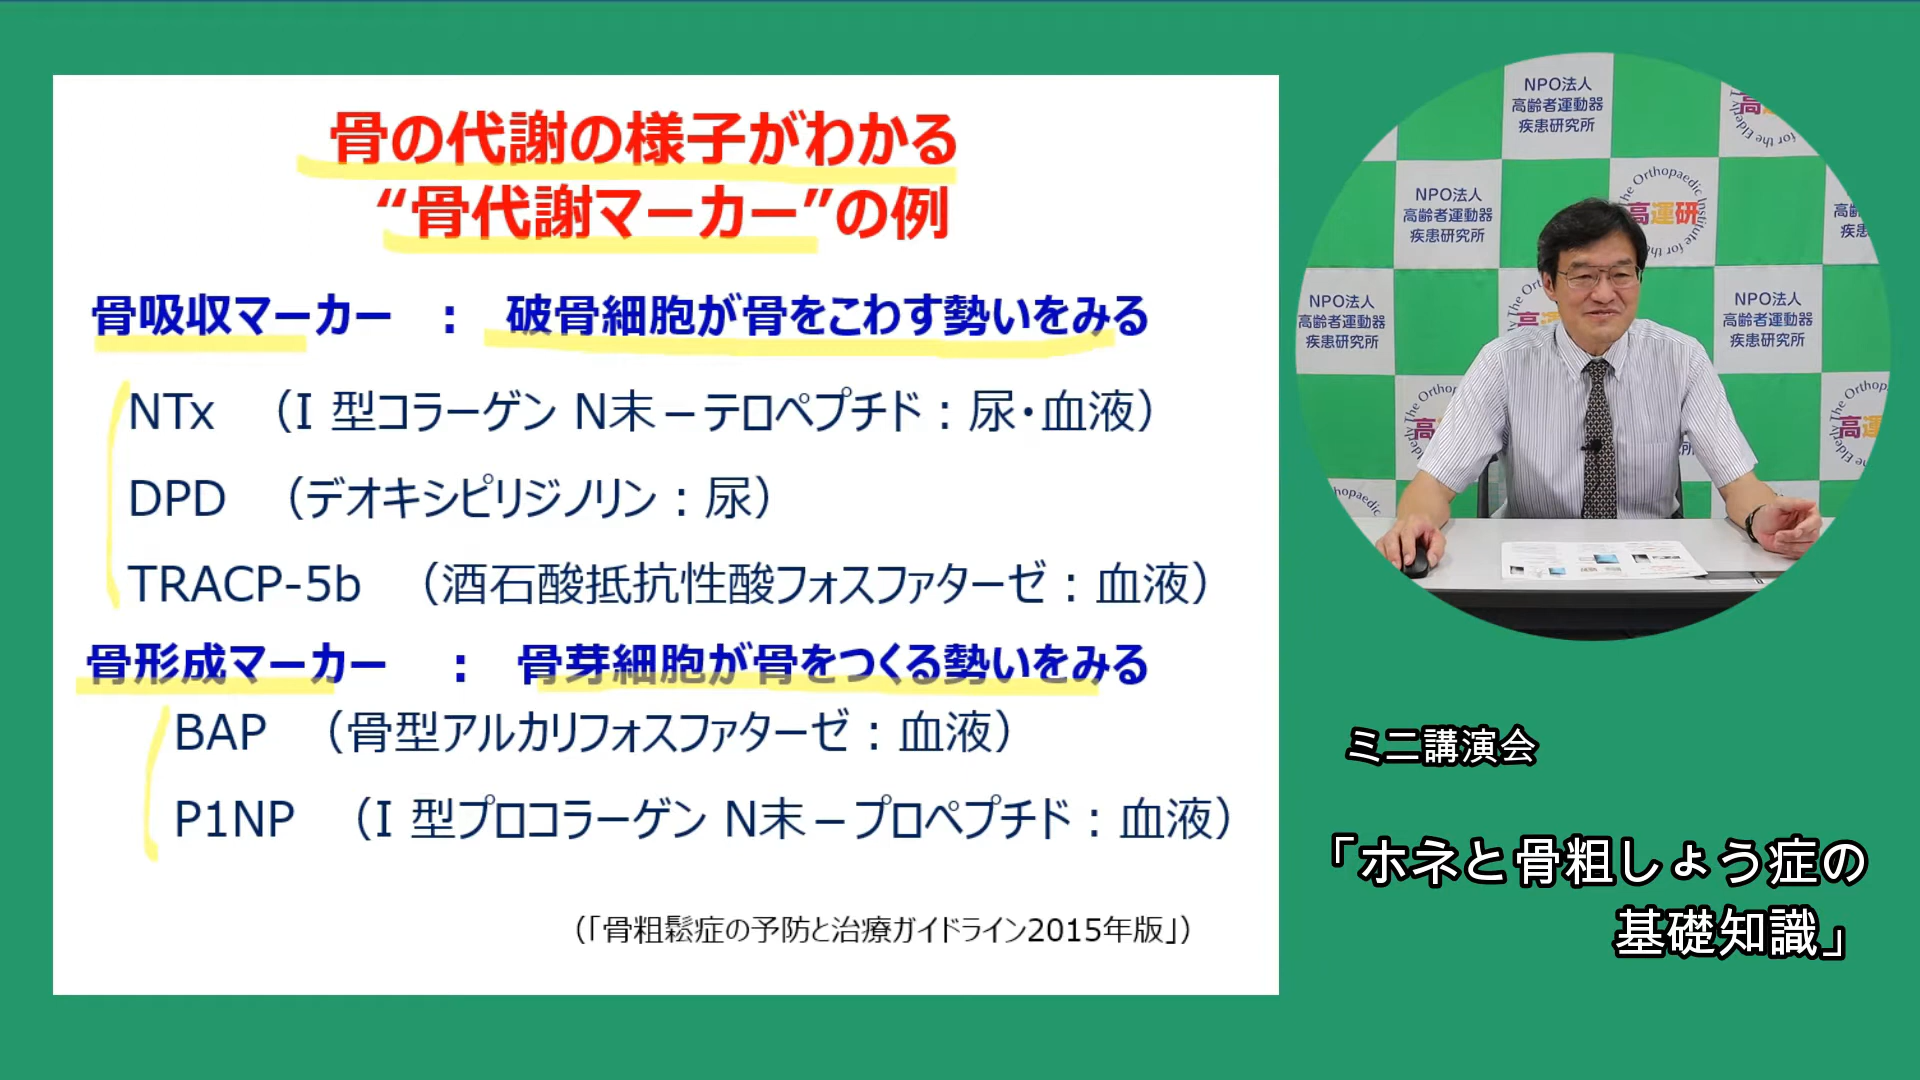 骨の代謝の様子がわかる
“骨代謝マーカー”の例
骨吸収マーカー : 破骨細胞が骨をこわす勢いをみる
NTx (I 型コラーゲン N末－テロペプチド：尿・血液)
DPD (デオキシピリジノリン：尿)
TRACP-5b (酒石酸抵抗性酸フォスファターゼ：血液)
骨形成マーカー : 骨芽細胞が骨をつくる勢いをみる
BAP (骨型アルカリフォスファターゼ：血液)
P1NP (I 型プロコラーゲン N末－プロペプチド：血液)
(「骨粗鬆症の予防と治療ガイドライン2015年版」)
NPO法人
高齢者運動器
疾患研究所
NPO法人
高齢者運動器
疾患研究所
The Orthopaedic Institute for the
高運研
NPO法人
高齢者運動器
疾患研究所
NPO法人
高齢者運動器
疾患研究所
ミニ講演会
「ホネと骨粗しょう症の
基礎知識」